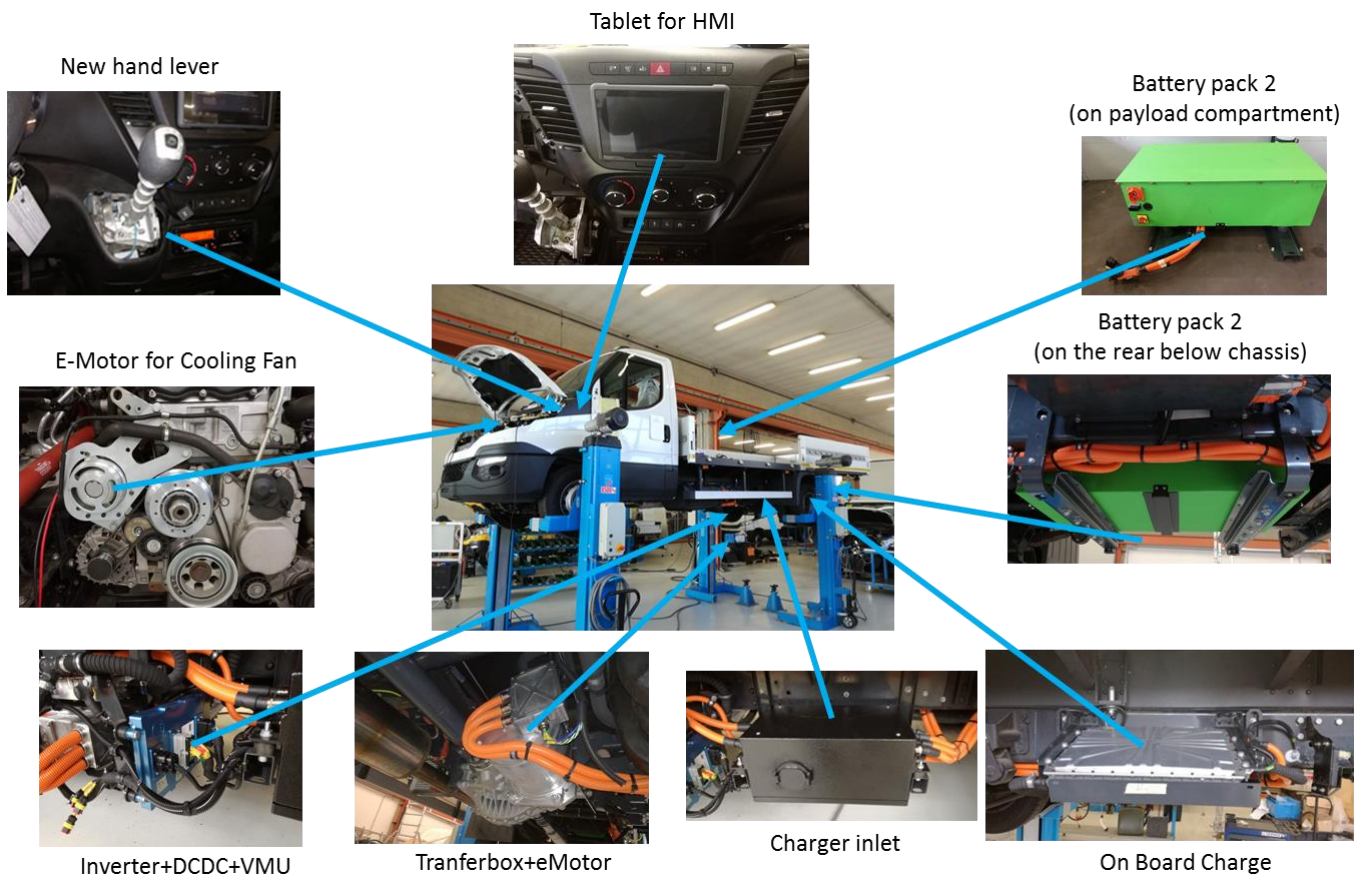 Tablet for HMI
New hand lever
Battery pack 2
(on payload compartment)
Battery pack 2
(on the rear below chassis)
E-Motor for Cooling Fan
Inverter+DCDC+VMU
Tranferbox+eMotor
Charger inlet
On Board Charge